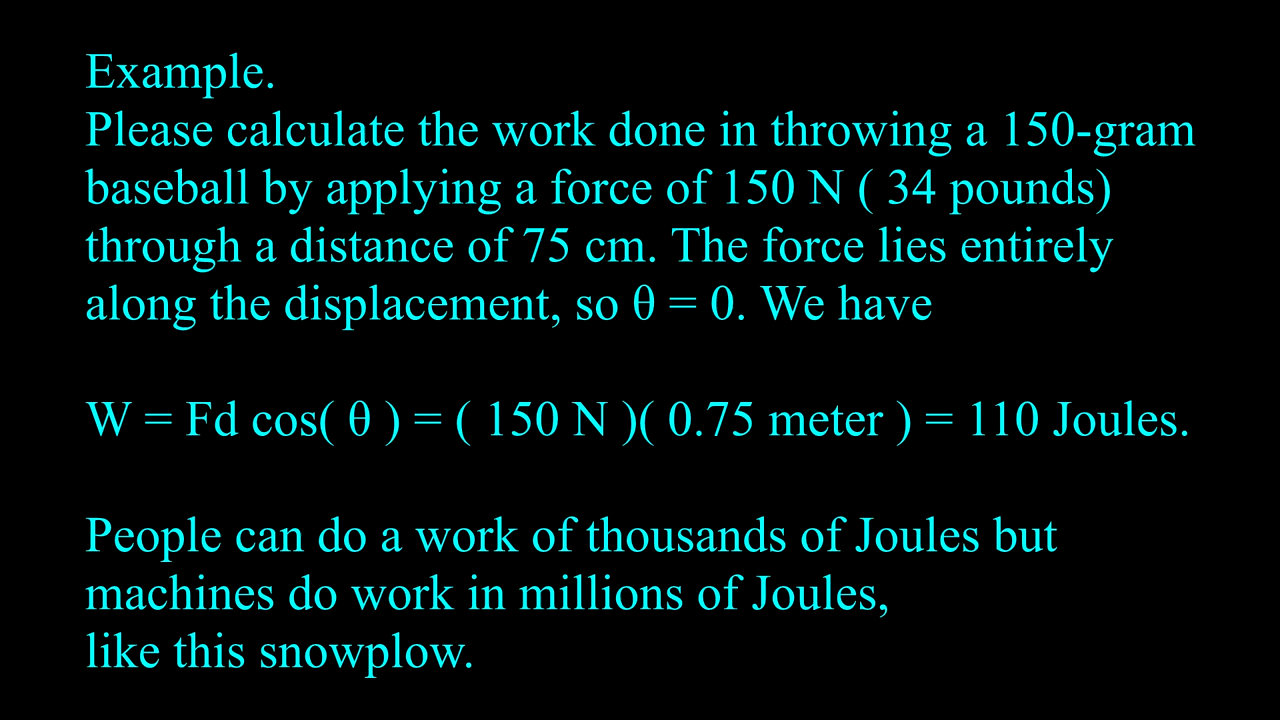 Example.
Please calculate the work done in throwing a 150-gram
baseball by applying a force of 150 N ( 34 pounds)
through a distance of 75 cm. The force lies entirely
along the displacement, so θ = 0. We have
W = Fd cos( θ ) = ( 150 N )( 0.75 meter ) = 110 Joules.
People can do a work of thousands of Joules but
machines do work in millions of Joules,
like this snowplow.